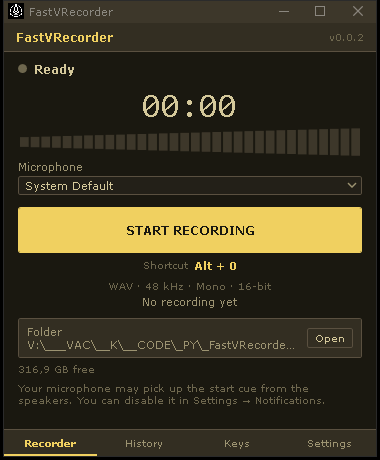 FastVRecorder
FastVRecorder v0.0.2
Ready
00:00
Microphone
System Default
START RECORDING
Shortcut Alt + 0
WAV · 48 kHz · Mono · 16-bit
No recording yet
Folder
V:\___VAC\__K\__CODE\_PY\_FastVRecorde...
Open
316,9 GB free
Your microphone may pick up the start cue from the
speakers. You can disable it in Settings → Notifications.
Recorder History Keys Settings